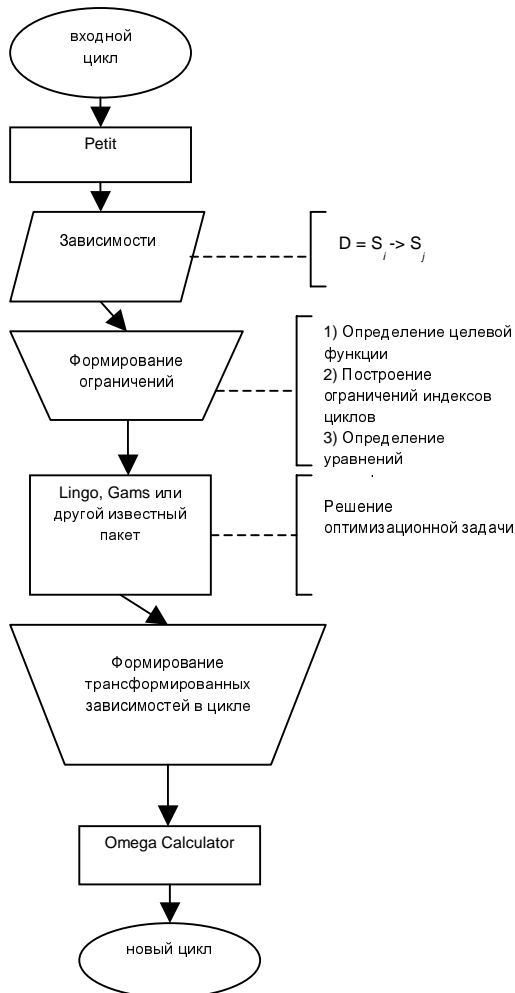 входной
цикл
Petit
Зависимости
D = S i -> S j
Формирование
ограничений
1) Определение целевой
функции
2) Построение
ограничений индексов
циклов
3) Определение
уравнений
Lingo, Gams или
другой известный
пакет
Решение
оптимизационной задачи
Формирование
трансформированных
зависимостей в цикле
Omega Calculator
новый цикл